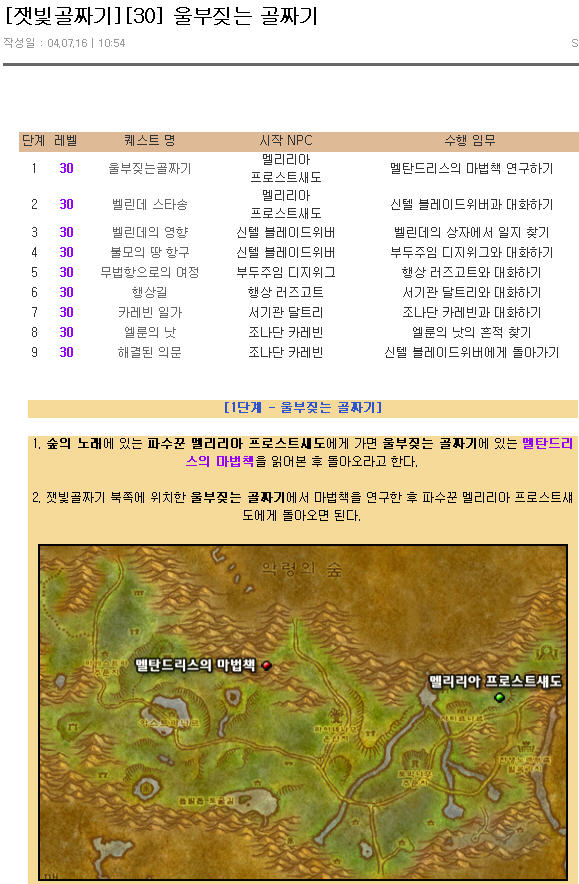 [잿빛골짜기][30] 울부짖는 골짜기
작성일 : 04.07.16 | 10:54
S
단계 레벨 퀘스트 명 시작 NPC 수행 임무
1 30 울부짖는골짜기 멜리리아 프로스트섀도 멜탄드리스의 마법책 연구하기
2 30 벨린데 스타송 멜리리아 프로스트섀도 신텔 블레이드위버과 대화하기
3 30 벨린데의 영향 신텔 블레이드위버 벨린데의 상자에서 일지 찾기
4 30 불모의 땅 항구 신텔 블레이드위버 부두주임 디지위그와 대화하기
5 30 무법항으로의 여정 부두주임 디지위그 행상 러즈고트와 대화하기
6 30 행상길 행상 러즈고트 서기관 달트리와 대화하기
7 30 카레빈 일가 서기관 달트리 조나단 카레빈과 대화하기
8 30 엘룬의 낫 조나단 카레빈 엘룬의 낫의 흔적 찾기
9 30 해결된 의문 조나단 카레빈 신텔 블레이드위버에게 돌아가기
[1단계 - 울부짖는 골짜기]
1. 숲의 노래에 있는 파수꾼 멜리리아 프로스트섀도에게 가면 울부짖는 골짜기에 있는 멜탄드리
스의 마법책을 읽어본 후 돌아오라고 한다.
2. 잿빛골짜기 북쪽에 위치한 울부짖는 골짜기에서 마법책을 연구한 후 파수꾼 멜리리아 프로스트섀
도에게 돌아오면 된다.
악령의 숲
멜탄드리스의 마법책
멜리리아 프로스트섀도